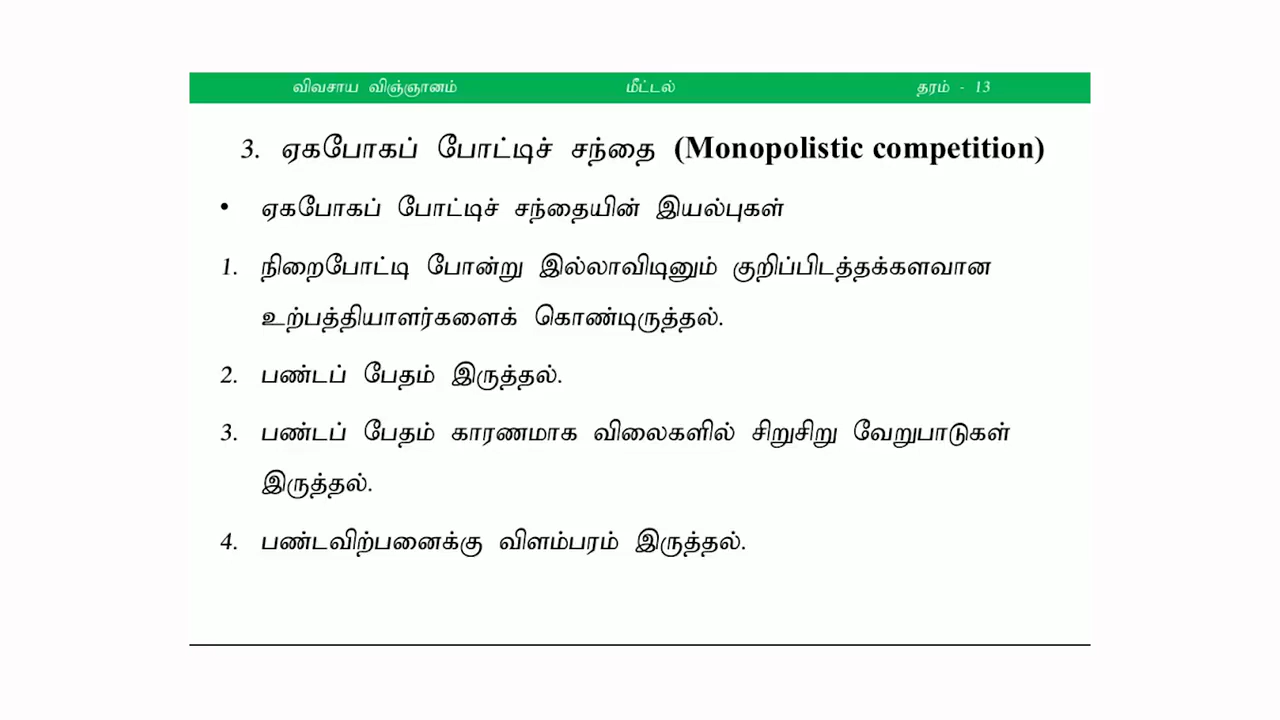 விவசாய விஞ்ஞானம் மீட்டல் தரம் - 13
3. ஏகபோகப் போட்டிச் சந்தை (Monopolistic competition)
• ஏகபோகப் போட்டிச் சந்தையின் இயல்புகள்
1. நிறைபோட்டி போன்று இல்லாவிடினும் குறிப்பிடத்தக்களவான
உற்பத்தியாளர்களைக் கொண்டிருத்தல்.
2. பண்டப் பேதம் இருத்தல்.
3. பண்டப் பேதம் காரணமாக விலைகளில் சிறுசிறு வேறுபாடுகள்
இருத்தல்.
4. பண்டவிற்பனைக்கு விளம்பரம் இருத்தல்.